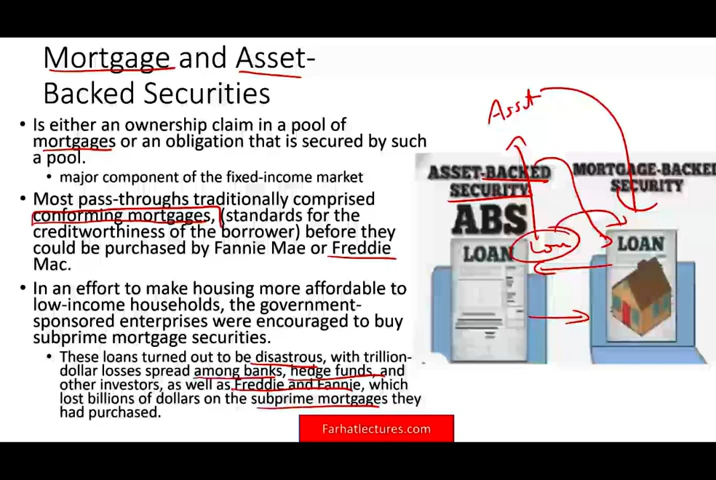 Mortgage and Asset-
Backed Securities
• Is either an ownership claim in a pool of
mortgages or an obligation that is secured by such
a pool.
• major component of the fixed-income market
• Most pass-throughs traditionally comprised
conforming mortgages, (standards for the
creditworthiness of the borrower) before they
could be purchased by Fannie Mae or Freddie
Mac.
• In an effort to make housing more affordable to
low-income households, the government-
sponsored enterprises were encouraged to buy
subprime mortgage securities.
• These loans turned out to be disastrous, with trillion-
dollar losses spread among banks, hedge funds, and
other investors, as well as Freddie and Fannie, which
lost billions of dollars on the subprime mortgages they
had purchased.
Asset
ASSET-BACKED
SECURITY
ABS
LOAN
Loan
MORTGAGE-BACKED
SECURITY
LOAN
Farhatlectures.com